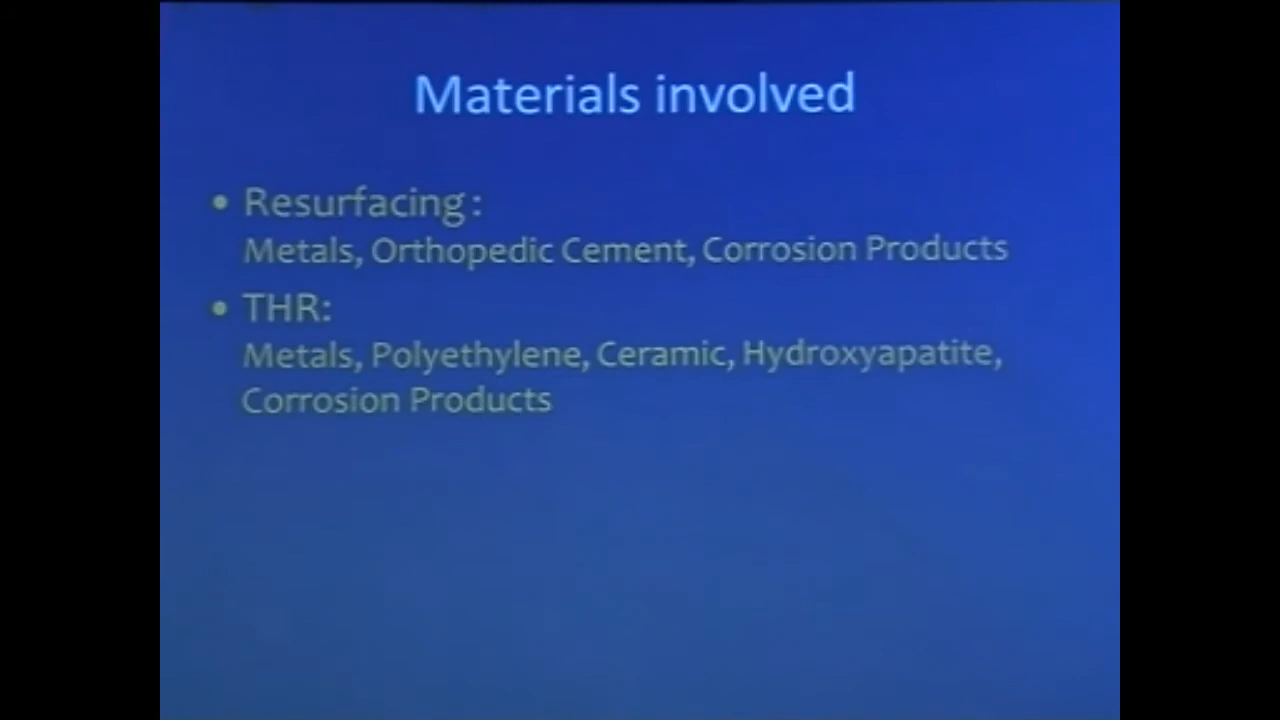 Materials involved
• Resurfacing :
Metals, Orthopedic Cement, Corrosion Products
• THR:
Metals, Polyethylene, Ceramic, Hydroxyapatite,
Corrosion Products